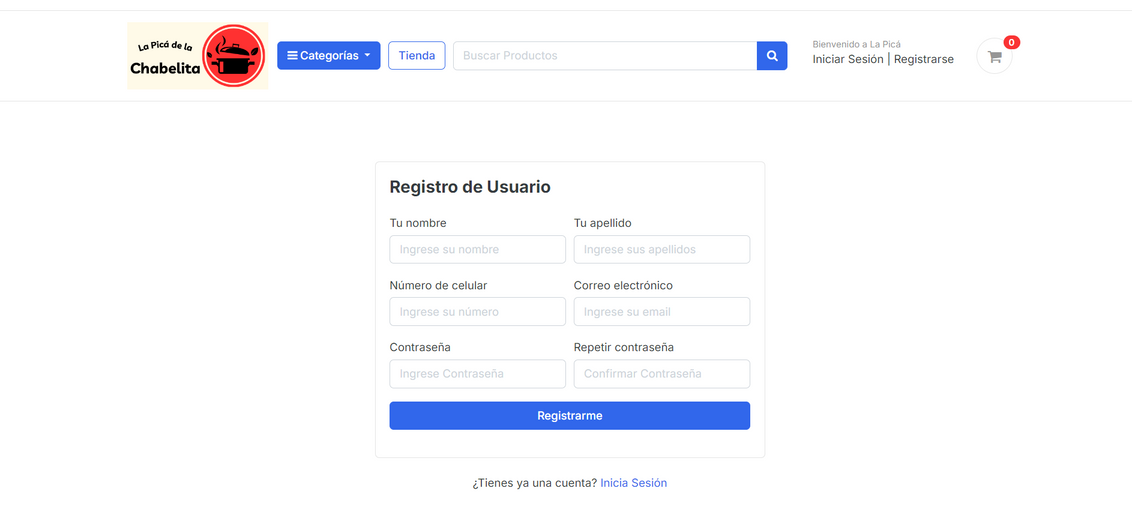 La Picá de la
Chabelita
Categorías
Tienda
Buscar Productos
Bienvenido a La Picá
Iniciar Sesión | Registrarse
0
Registro de Usuario
Tu nombre
Tu apellido
Ingrese su nombre
Ingrese sus apellidos
Número de celular
Correo electrónico
Ingrese su número
Ingrese su email
Contraseña
Repetir contraseña
Ingrese Contraseña
Confirmar Contraseña
Registrarme
¿Tienes ya una cuenta? Inicia Sesión